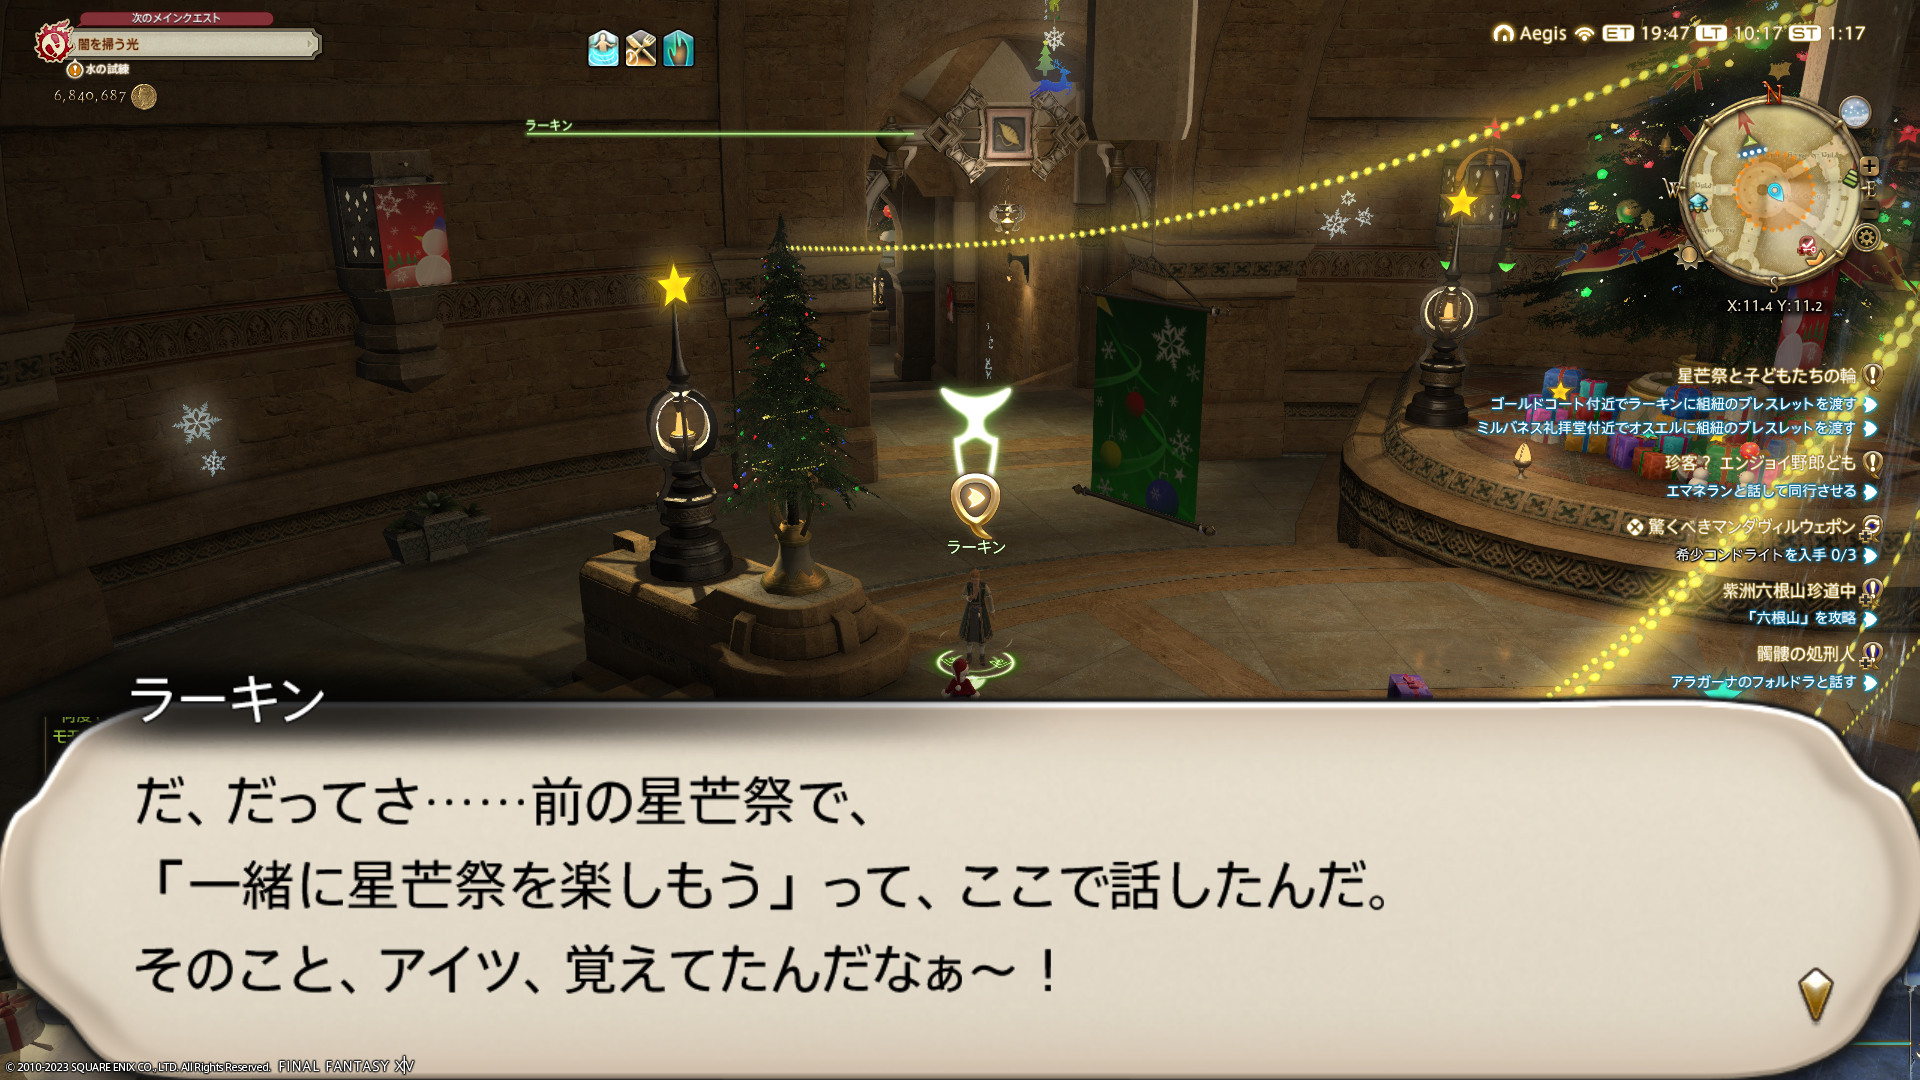 次のメインクエスト
闇を掃う光
水の試練
6,840,687
ラーキン
Aegis ET 19:47 LT 10:17 ST 1:17
N
W
E
S
X:11.4 Y:11.2
星芒祭と子どもたちの輪
ゴールドコート付近でラーキンに組紐のブレスレットを渡す
ミルバネス礼拝堂付近でオスエルに組紐のブレスレットを渡す
珍客？ エンジョイ野郎ども
エマネランと話して同行させる
驚くべきマンダヴィルウェポン
希少コンドライトを入手 0/3
紫洲六根山珍道中
「六根山」を攻略
髑髏の処刑人
アラガーナのフォルドラと話す
ラーキン
ラーキン
だ、だってさ……前の星芒祭で、
「一緒に星芒祭を楽しもう」って、ここで話したんだ。
そのこと、アイツ、覚えてたんだなぁ～！
© 2010-2023 SQUARE ENIX CO., LTD. All Rights Reserved. FINAL FANTASY XIV